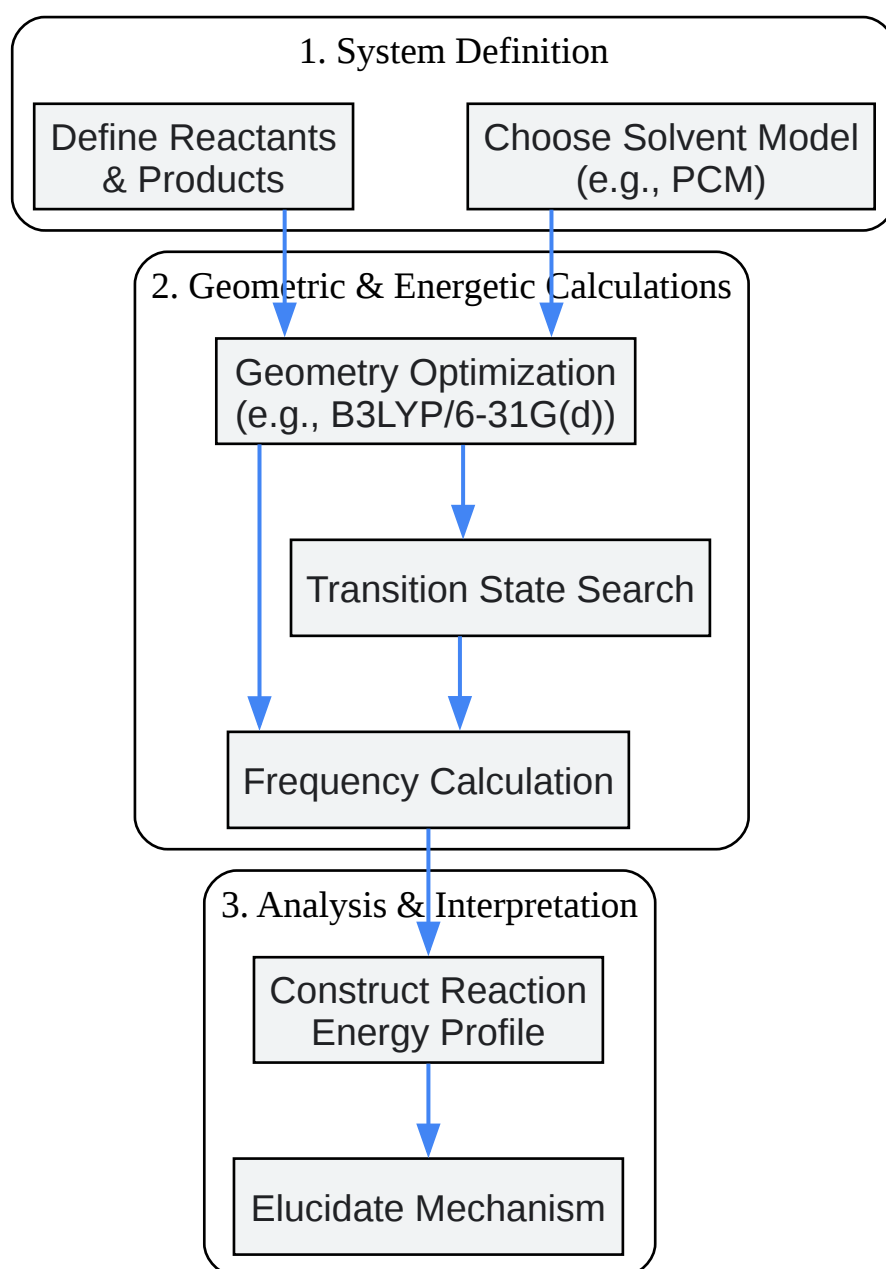 1. System Definition
Define Reactants
& Products
Choose Solvent Model
(e.g., PCM)
2. Geometric & Energetic Calculations
Geometry Optimization
(e.g., B3LYP/6-31G(d))
Transition State Search
Frequency Calculation
3. Analysis & Interpretation
Construct Reaction
Energy Profile
Elucidate Mechanism